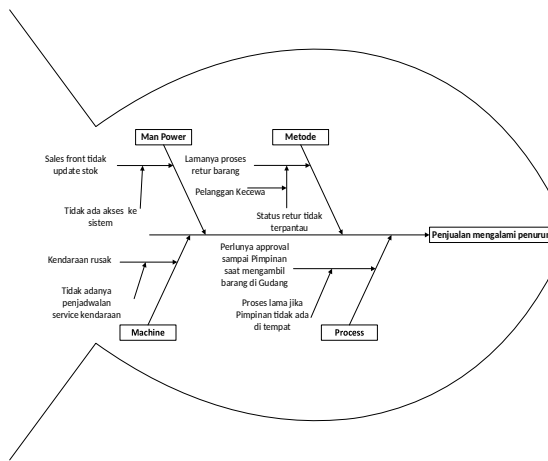 Man Power
Metode
Sales front tidak
update stok
Lamanya proses
retur barang
Pelanggan Kecewa
Tidak ada akses ke
sistem
Status retur tidak
terpantau
Penjualan mengalami
Kendaraan rusak
Perlunya approval
sampai Pimpinan
saat mengambil
barang di Gudang
Tidak adanya
penjadwalan
service kendaraan
Proses lama jika
Pimpinan tidak ada
di tempat
Machine
Process